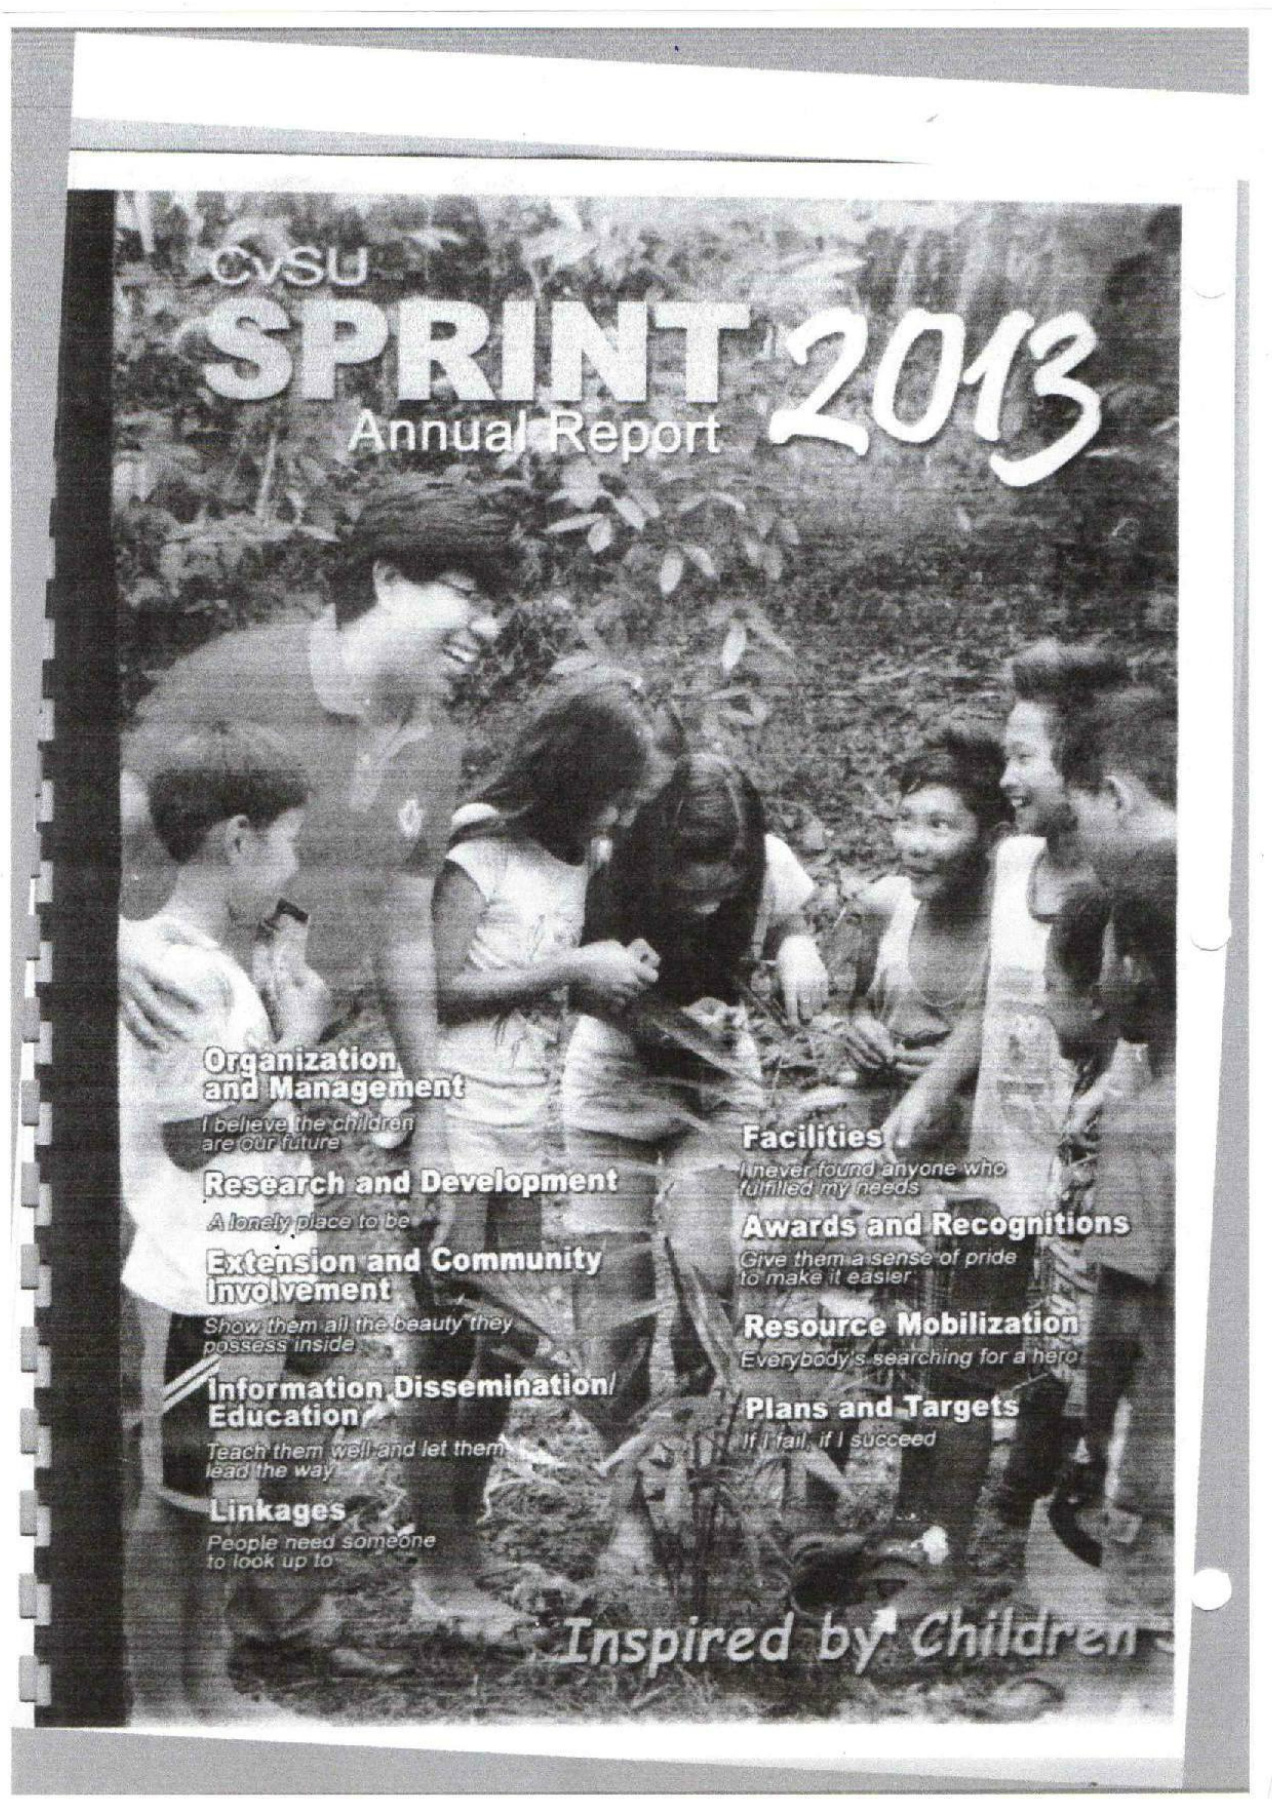 CvSU
SPRINT 2013
Annual Report
Organization
and Management
I believe the children
are our future
Research and Development
A lonely place to be
Extension and Community
Involvement
Show them all the beauty they
possess inside
Information Dissemination/
Education
Teach them well and let them
lead the way
Linkages
People need someone
to look up to
Facilities
I never found anyone who
fulfilled my needs
Awards and Recognitions
Give them a sense of pride
to make it easier
Resource Mobilization
Everybody's searching for a hero
Plans and Targets
If I fail, if I succeed
Inspired by Children